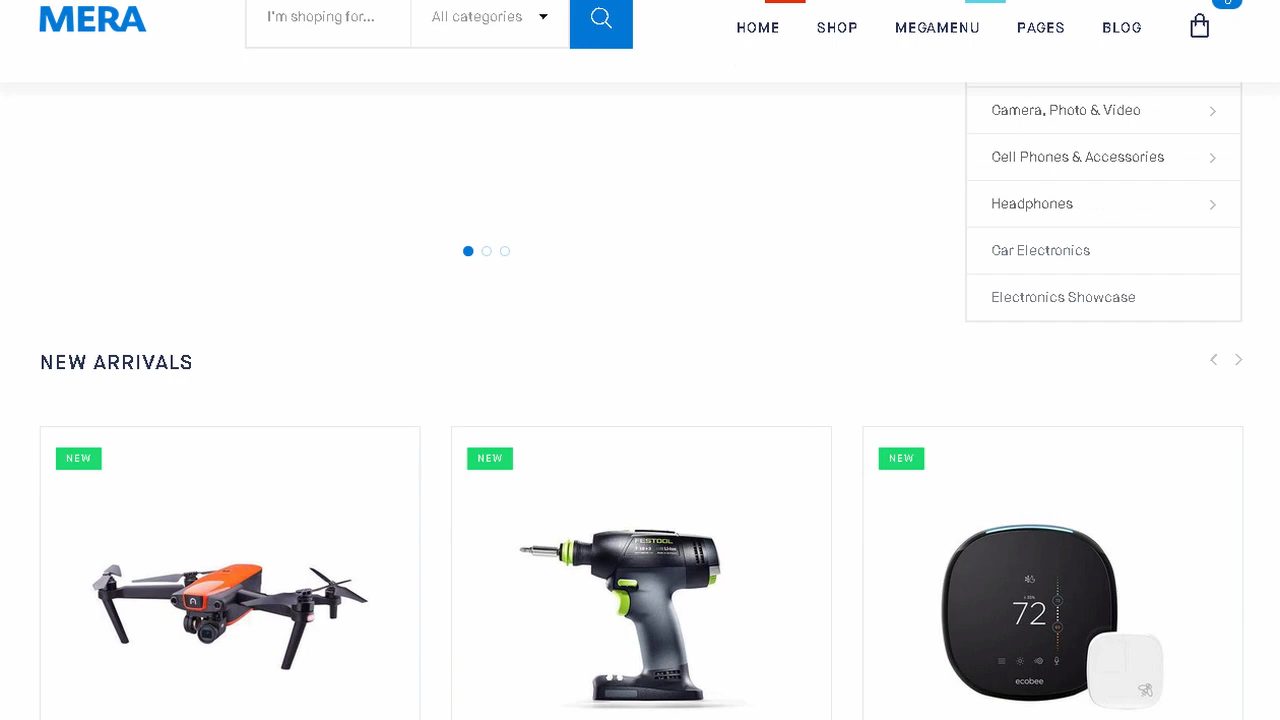 MERA
I'm shoping for...
All categories
HOME
SHOP
MEGAMENU
PAGES
BLOG
Camera, Photo & Video
Cell Phones & Accessories
Headphones
Car Electronics
Electronics Showcase
NEW ARRIVALS
NEW
NEW
NEW
FESTOOL
72
ecobee